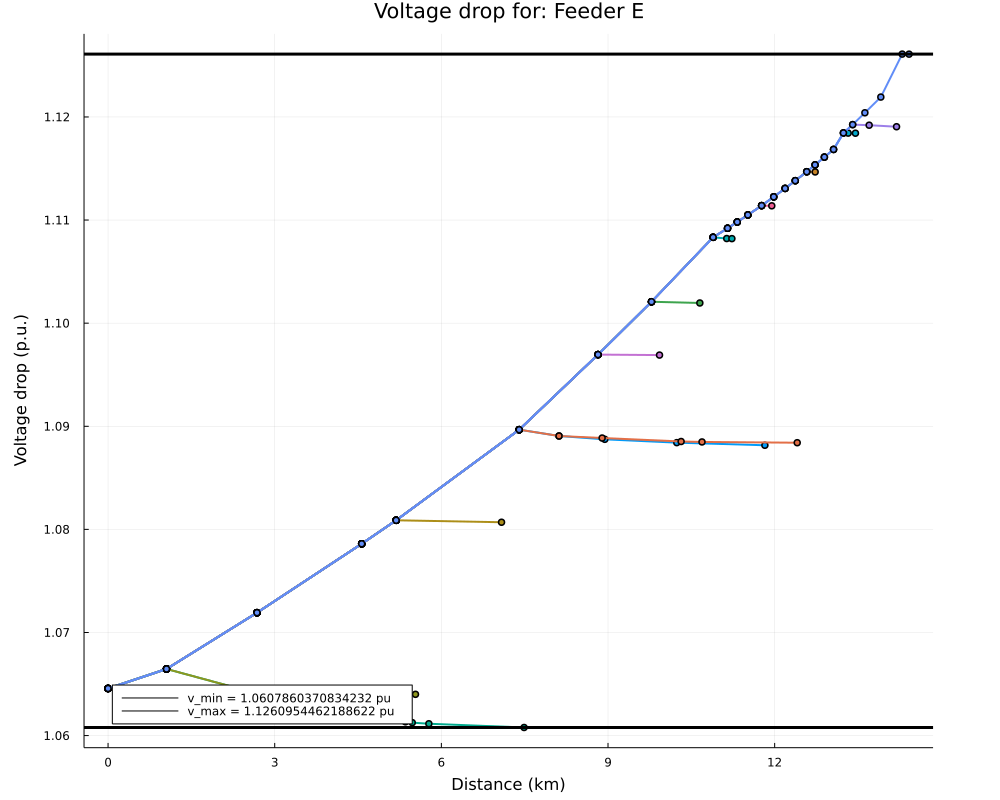 Voltage drop for: Feeder E
Voltage drop (p.u.)
1.12
1.11
1.10
1.09
1.08
1.07
1.06
v_min = 1.0607860370834232 pu
v_max = 1.1260954462188622 pu
0 3 6 9 12
Distance (km)